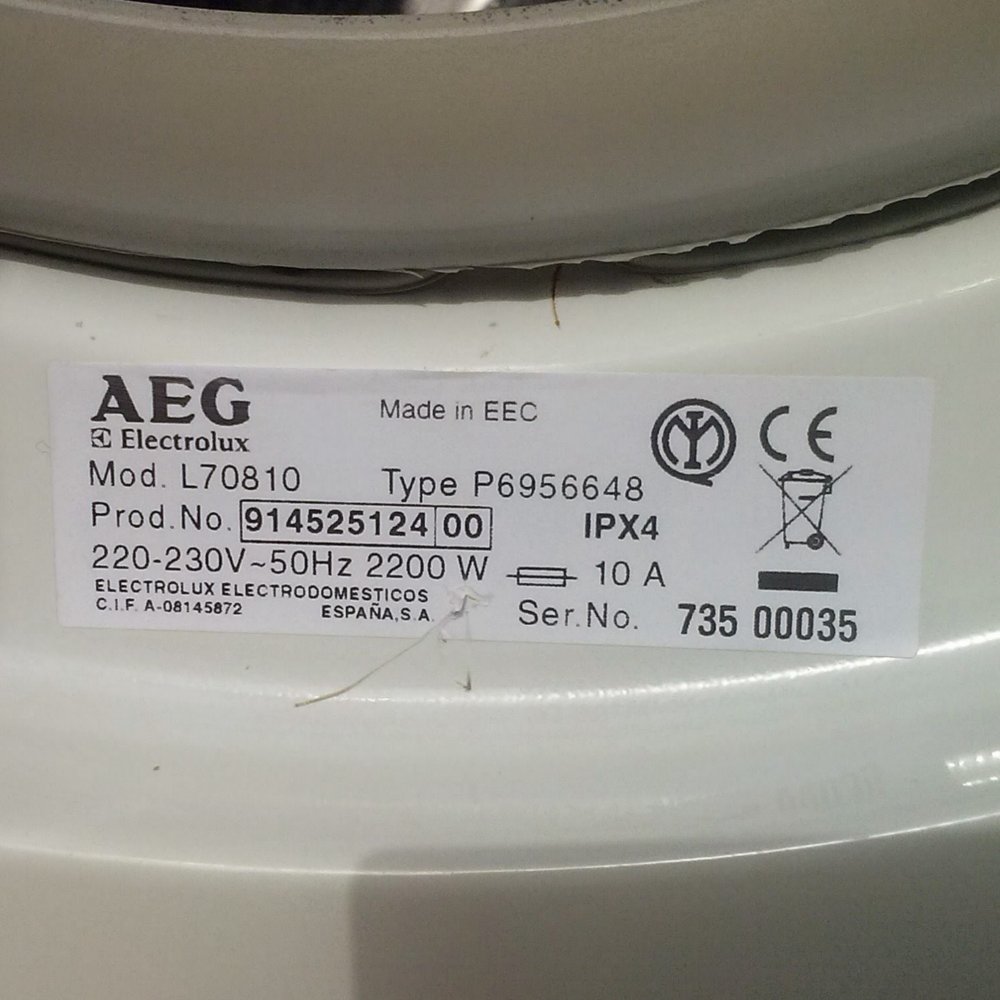 AEG
Electrolux
Made in EEC
CE
Mod. L70810 Type P6956648
Prod.No. 914525124 00 IPX4
220-230V~50Hz 2200 W 10 A
ELECTROLUX ELECTRODOMESTICOS
C.I.F. A-08145872 ESPAÑA,S.A.
Ser.No. 735 00035